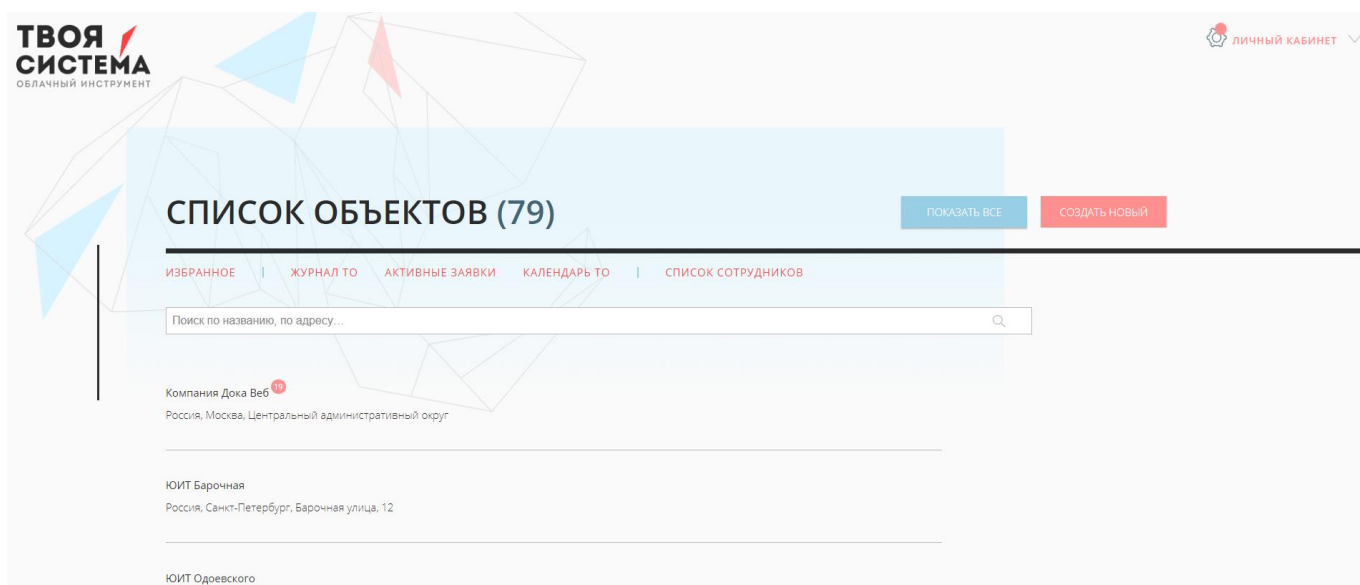 ТВОЯ
СИСТЕМА
ОБЛАЧНЫЙ ИНСТРУМЕНТ
ЛИЧНЫЙ КАБИНЕТ
СПИСОК ОБЪЕКТОВ (79)
ПОКАЗАТЬ ВСЕ
СОЗДАТЬ НОВЫЙ
ИЗБРАННОЕ | ЖУРНАЛ ТО АКТИВНЫЕ ЗАЯВКИ КАЛЕНДАРЬ ТО | СПИСОК СОТРУДНИКОВ
Поиск по названию, по адресу...
Компания Дока Веб 19
Россия, Москва, Центральный административный округ
ЮИТ Барочная
Россия, Санкт-Петербург, Барочная улица, 12
ЮИТ Одоевского